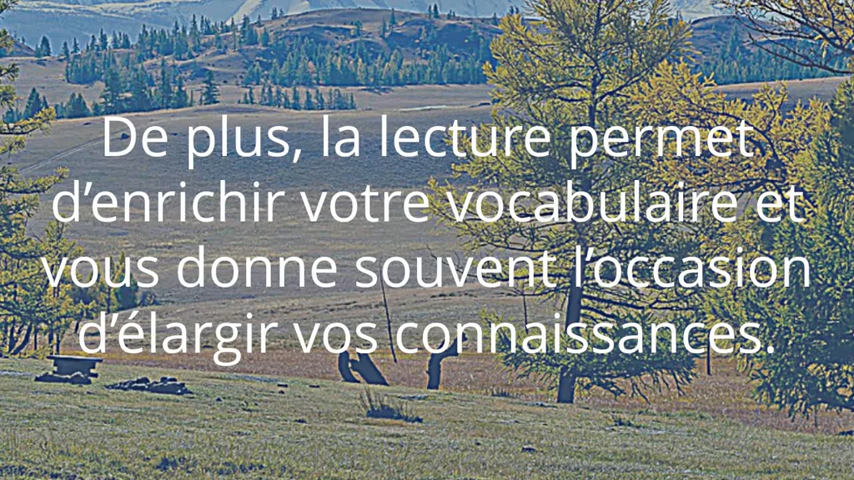 De plus, la lecture permet
d’enrichir votre vocabulaire et
vous donne souvent l’occasion
d’élargir vos connaissances.